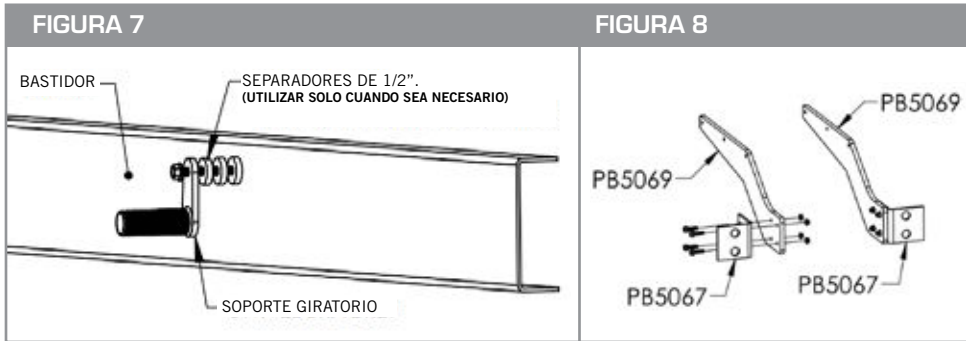 FIGURA 7
BASTIDOR
SEPARADORES DE 1/2”.
(UTILIZAR SOLO CUANDO SEA NECESARIO)
SOPORTE GIRATORIO
FIGURA 8
PB5069
PB5069
PB5067
PB5067